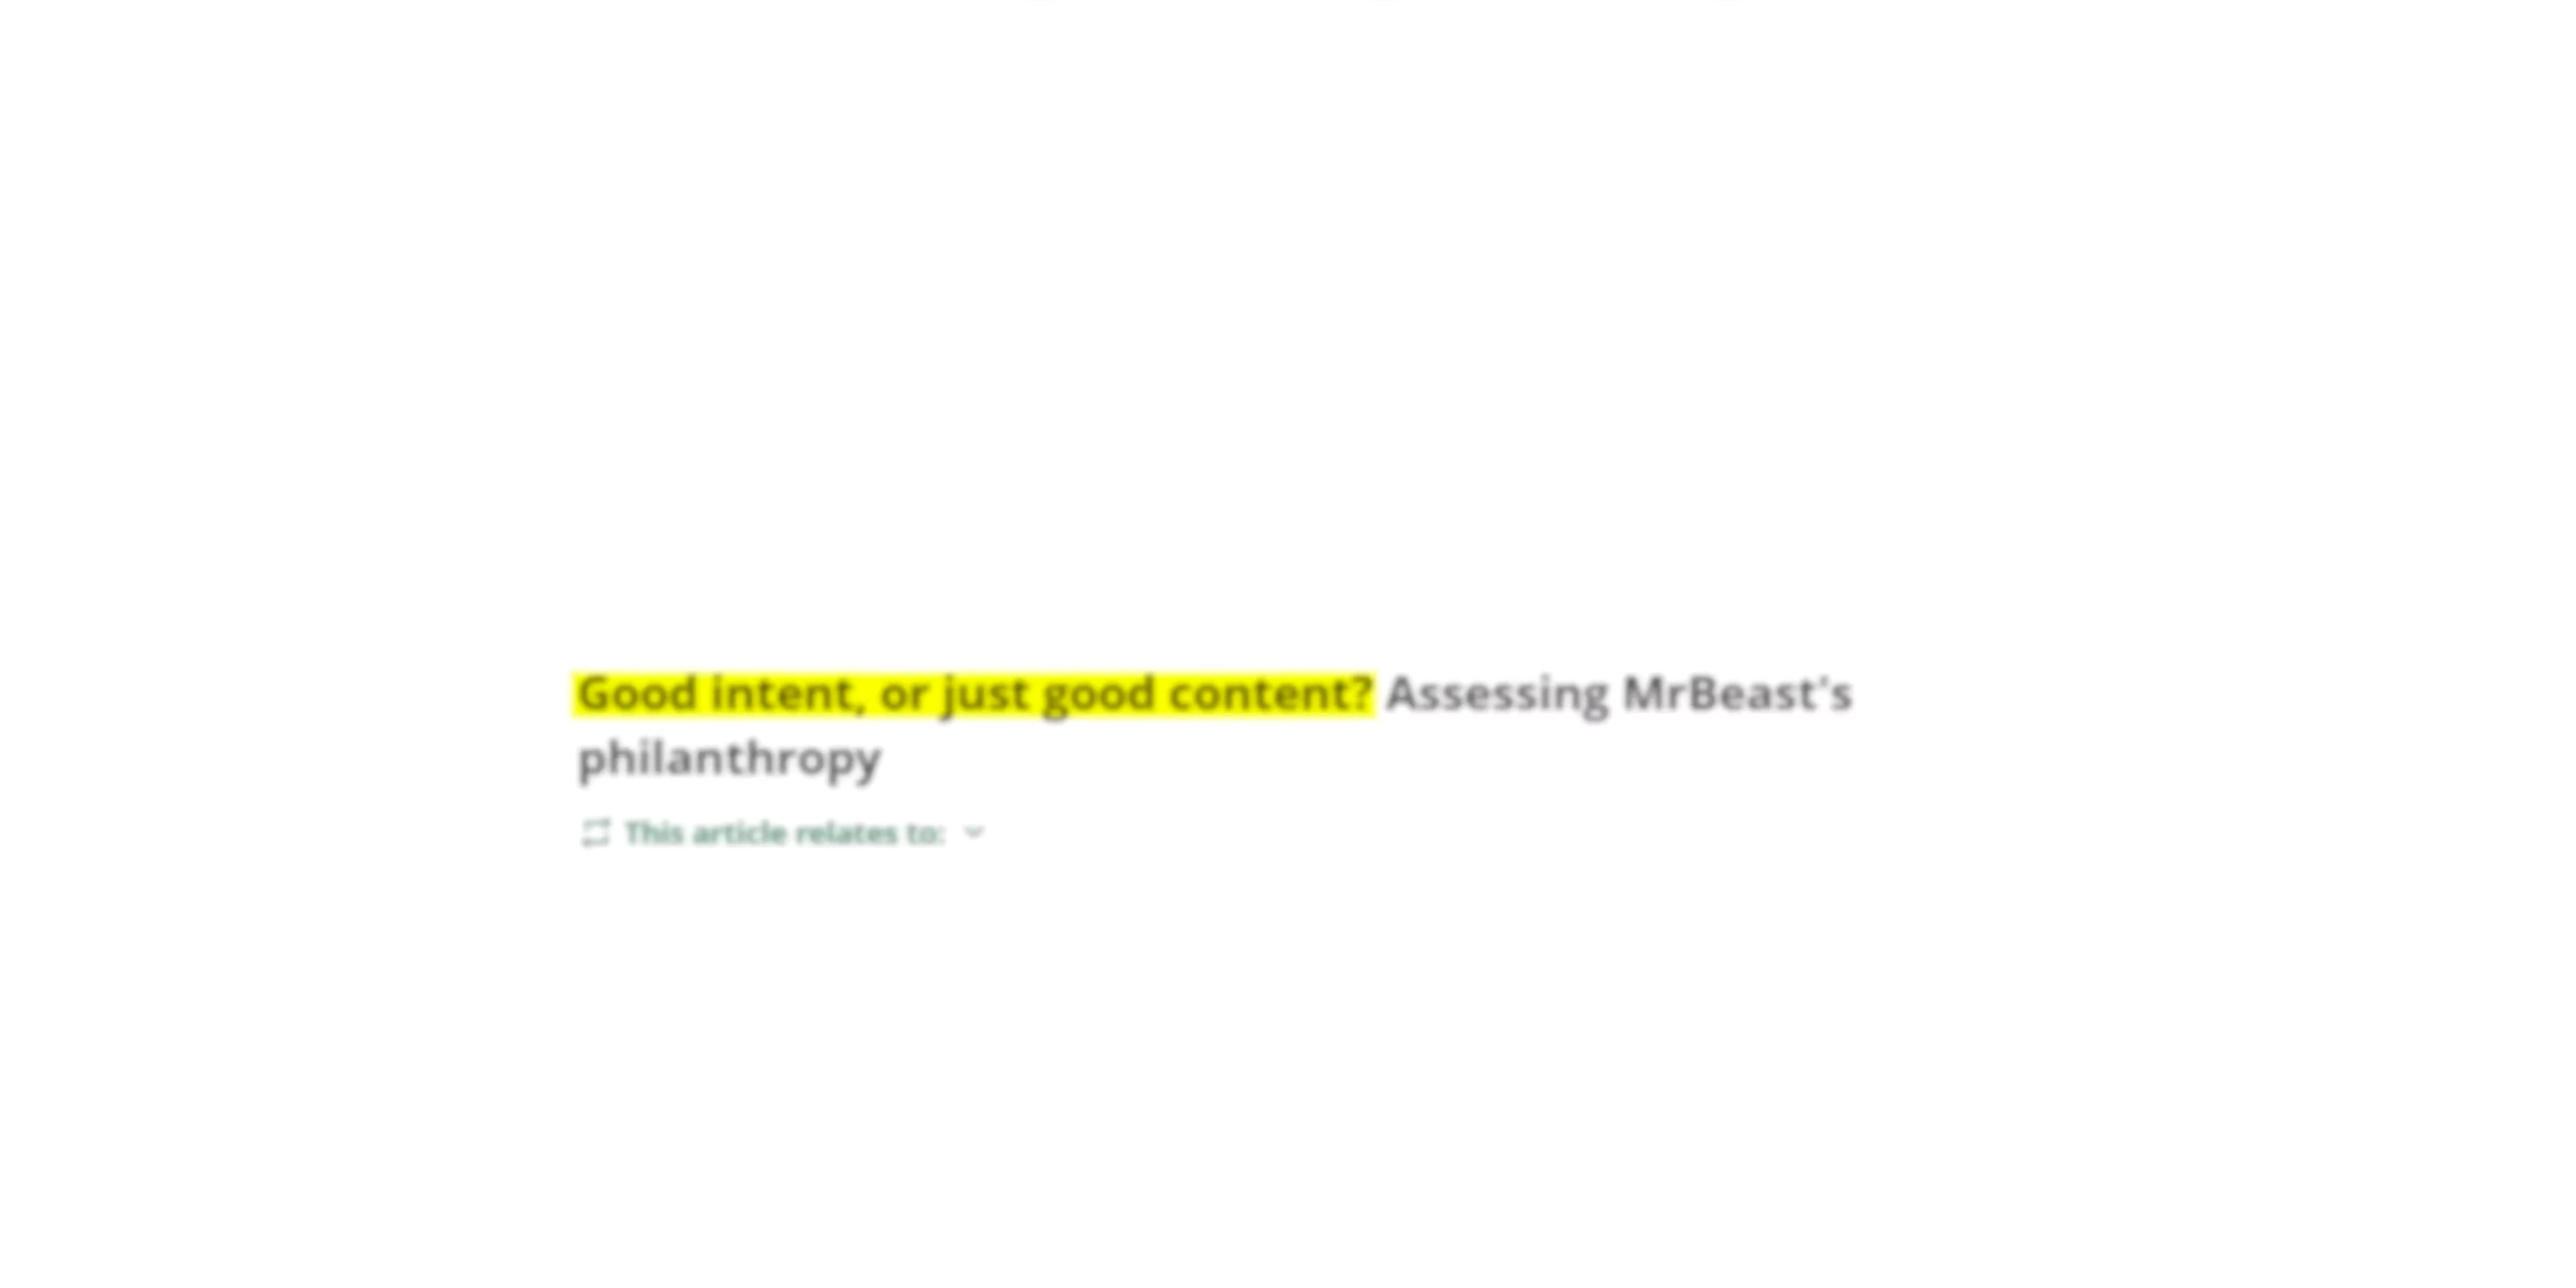 Good intent, or just good content? Assessing MrBeast's
philanthropy
This article relates to: